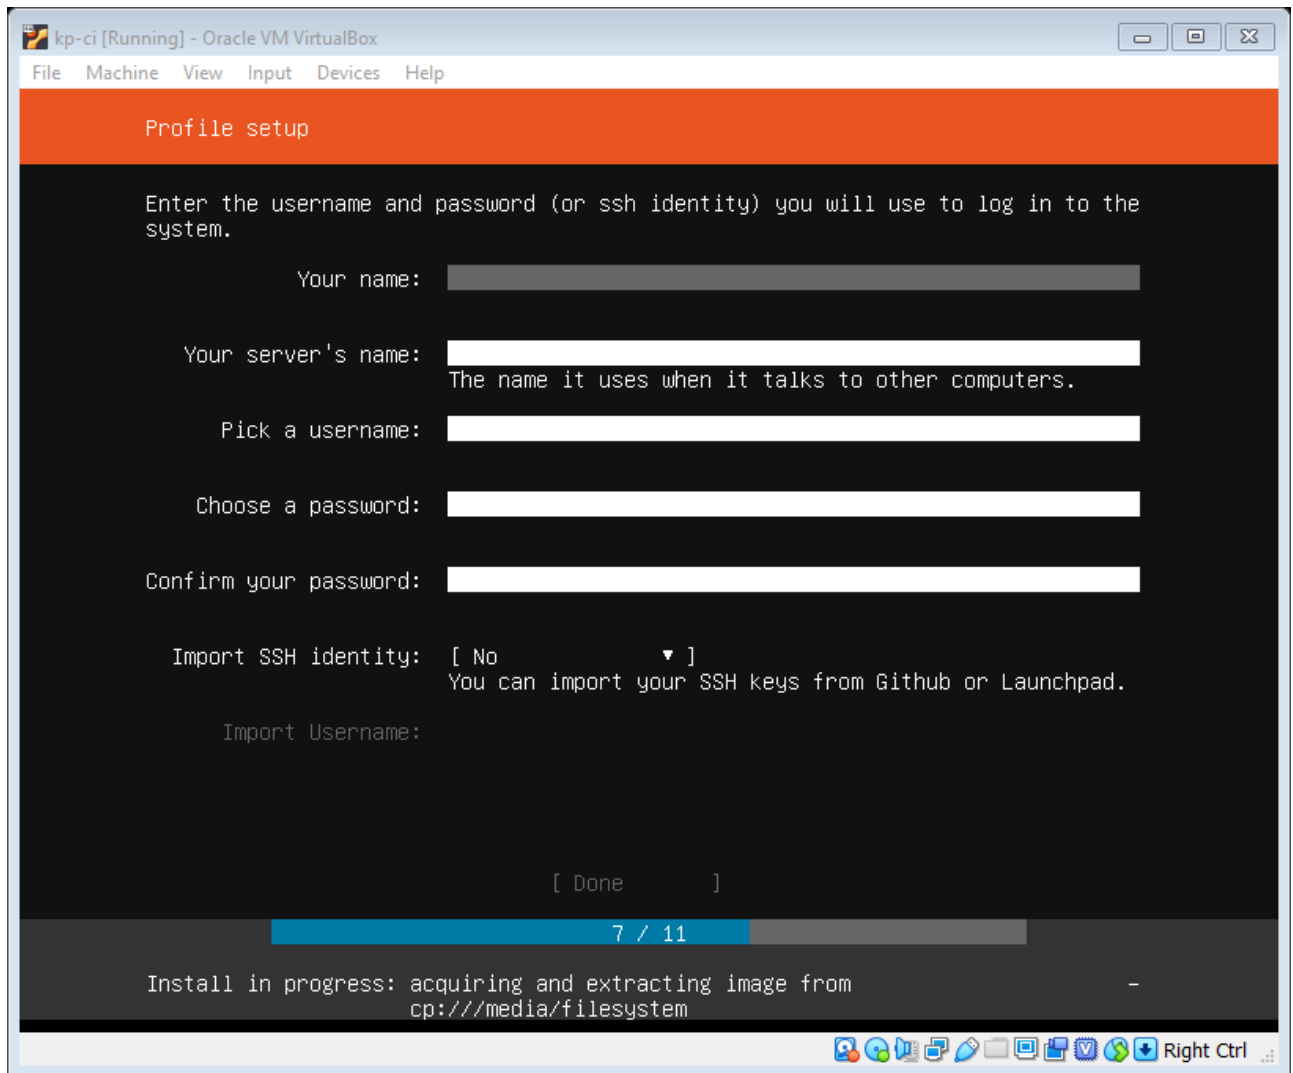 kp-ci [Running] - Oracle VM VirtualBox
File Machine View Input Devices Help
Profile setup
Enter the username and password (or ssh identity) you will use to log in to the
system.
Your name:
Your server's name:
The name it uses when it talks to other computers.
Pick a username:
Choose a password:
Confirm your password:
Import SSH identity: [ No ▼ ]
You can import your SSH keys from Github or Launchpad.
Import Username:
[ Done ]
7 / 11
Install in progress: acquiring and extracting image from -
cp:///media/filesystem
Right Ctrl